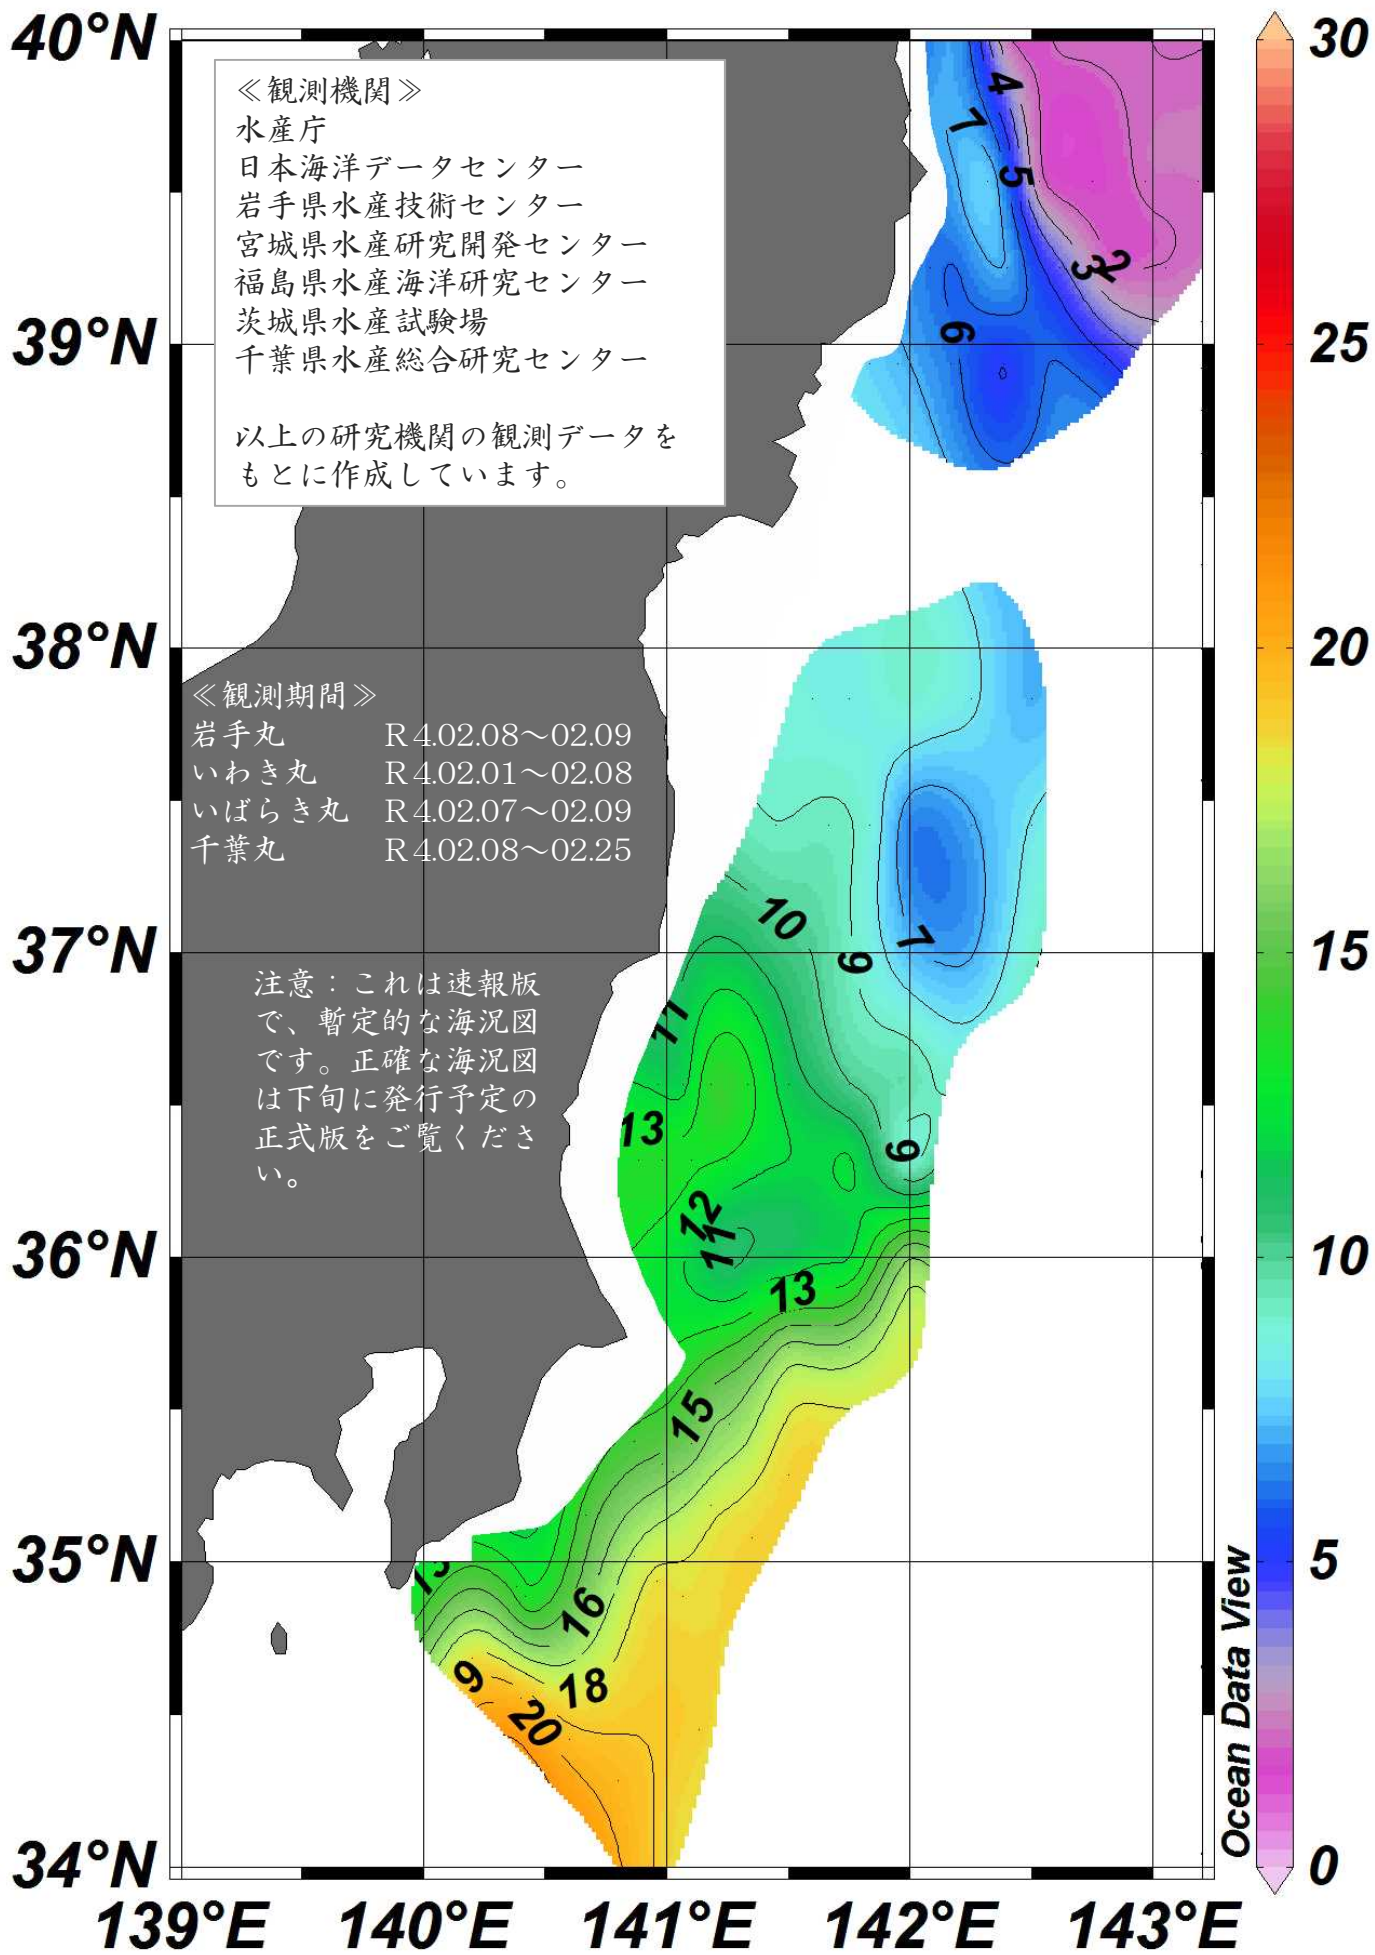 40°N
39°N
38°N
37°N
36°N
35°N
34°N
139°E 140°E 141°E 142°E 143°E
≪観測機関≫
水産庁
日本海洋データセンター
岩手県水産技術センター
宮城県水産研究開発センター
福島県水産海洋研究センター
茨城県水産試験場
千葉県水産総合研究センター
以上の研究機関の観測データを
もとに作成しています。
≪観測期間≫
岩手丸 R4.02.08～02.09
いわき丸 R4.02.01～02.08
いばらき丸 R4.02.07～02.09
千葉丸 R4.02.08～02.25
注意：これは速報版
で、暫定的な海況図
です。正確な海況図
は下旬に発行予定の
正式版をご覧くださ
い。
4
7
5
3
2
6
10
9
7
11
13
9
12
11
11
13
15
13
16
18
9
20
30
25
20
15
10
5
0
Ocean Data View